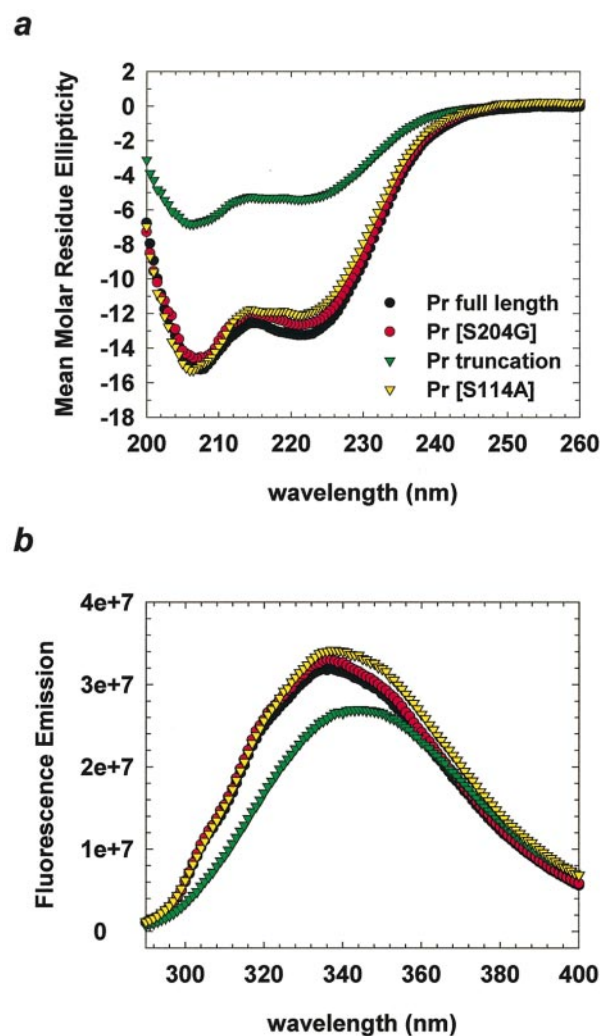 a
Mean Molar Residue Ellipticity
2
0
-2
-4
-6
-8
-10
-12
-14
-16
-18
Pr full length
Pr [S204G]
Pr truncation
Pr [S114A]
200 210 220 230 240 250 260
wavelength (nm)
b
Fluorescence Emission
4e+7
3e+7
2e+7
1e+7
0
300 320 340 360 380 400
wavelength (nm)